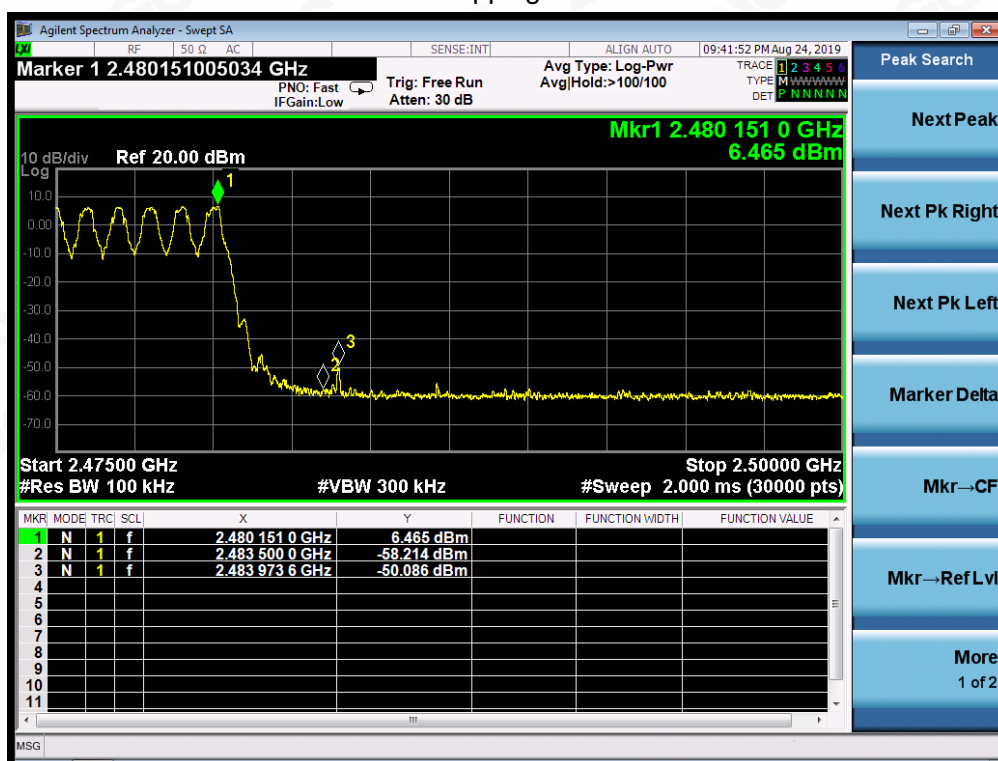 pping
Agilent Spectrum Analyzer - Swept SA
LXI RF 50 Ω AC SENSE:INT ALIGN AUTO 09:41:52 PM Aug 24, 2019
Marker 1 2.480151005034 GHz
PNO: Fast
IFGain:Low
Trig: Free Run
Atten: 30 dB
Avg Type: Log-Pwr
Avg|Hold:>100/100
TRACE 1 2 3 4 5 6
TYPE M W W W W W
DET P N N N N N
Mkr1 2.480 151 0 GHz
6.465 dBm
10 dB/div Ref 20.00 dBm
Log
10.0
0.00
-10.0
-20.0
-30.0
-40.0
-50.0
-60.0
-70.0
1
2
3
Start 2.47500 GHz Stop 2.50000 GHz
#Res BW 100 kHz #VBW 300 kHz #Sweep 2.000 ms (30000 pts)
MKR MODE TRC SCL X Y FUNCTION FUNCTION WIDTH FUNCTION VALUE
1 N 1 f 2.480 151 0 GHz 6.465 dBm
2 N 1 f 2.483 500 0 GHz -58.214 dBm
3 N 1 f 2.483 973 6 GHz -50.086 dBm
4
5
6
7
8
9
10
11
MSG
Peak Search
Next Peak
Next Pk Right
Next Pk Left
Marker Delta
Mkr→CF
Mkr→Ref Lvl
More
1 of 2